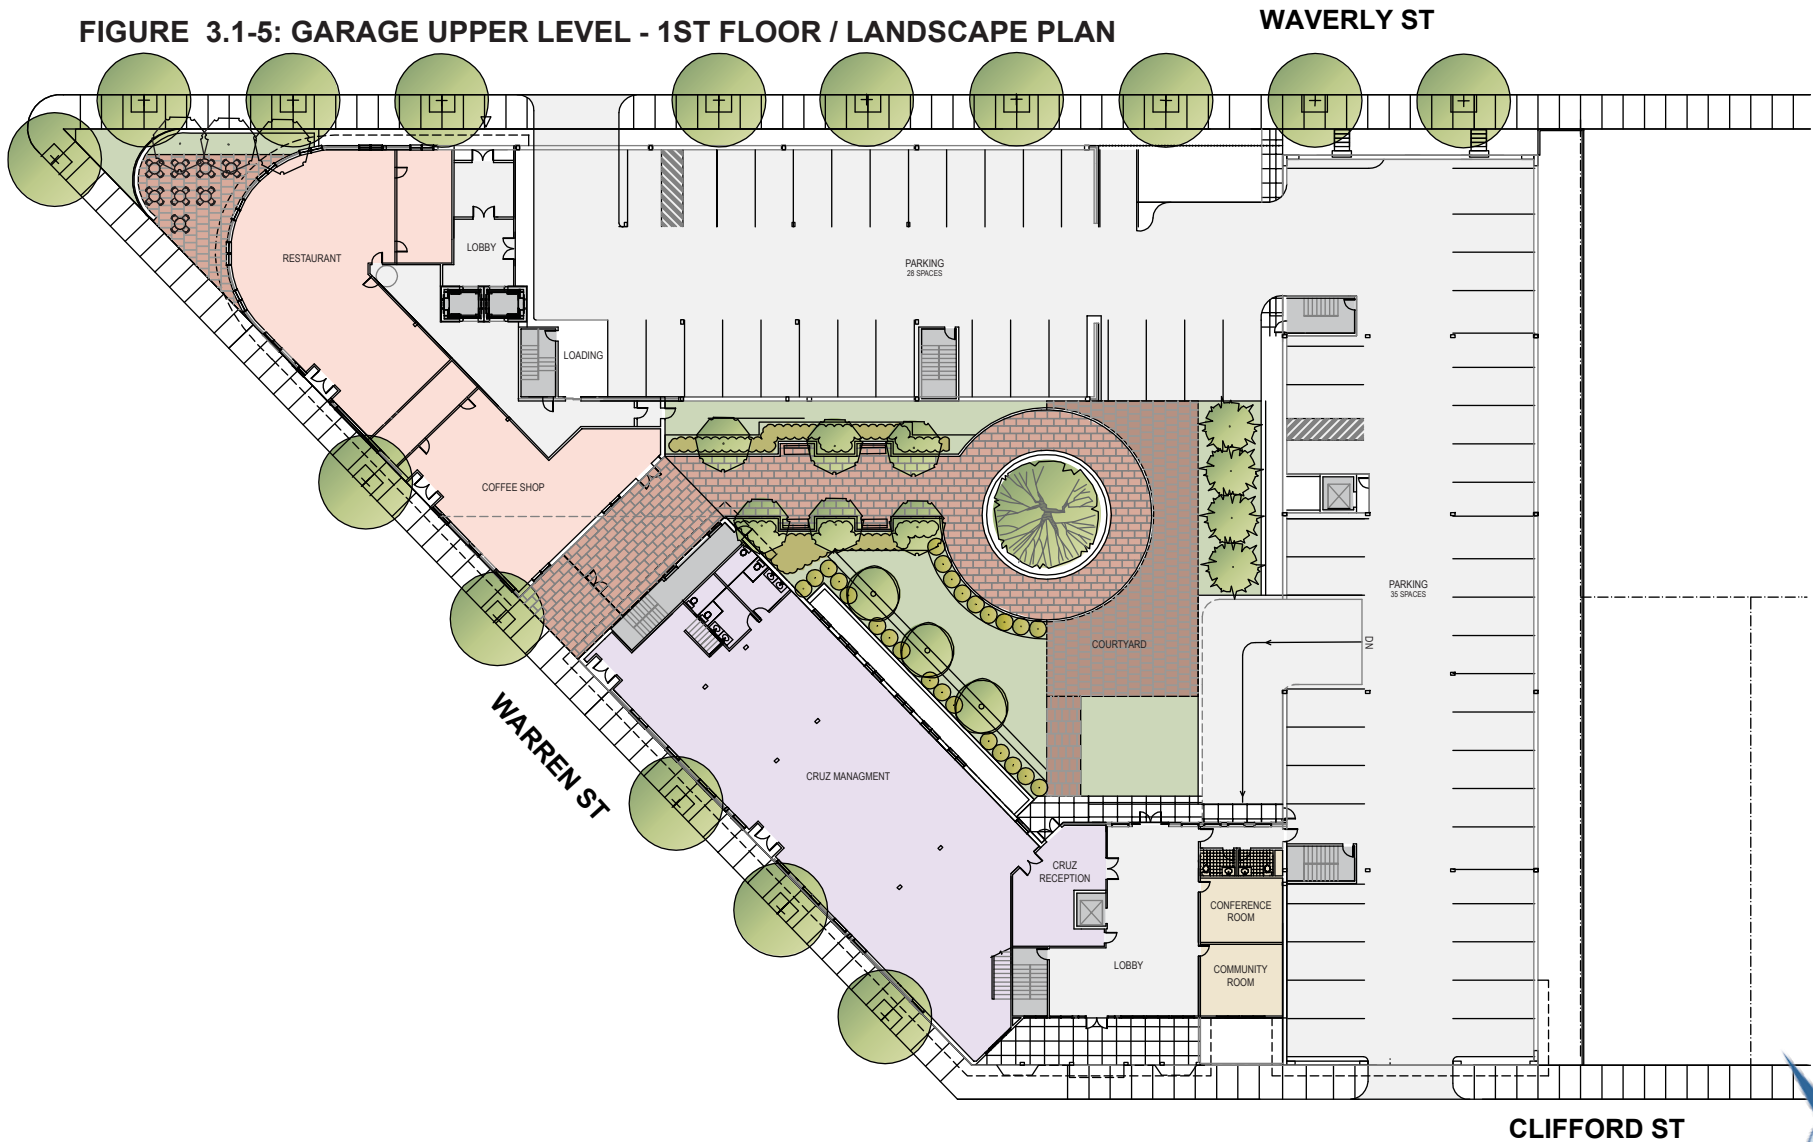 FIGURE 3.1-5: GARAGE UPPER LEVEL - 1ST FLOOR / LANDSCAPE PLAN
WAVERLY ST
RESTAURANT
LOBBY
PARKING
28 SPACES
LOADING
COFFEE SHOP
PARKING
35 SPACES
COURTYARD
DN
WARREN ST
CRUZ MANAGMENT
CRUZ
RECEPTION
CONFERENCE
ROOM
LOBBY
COMMUNITY
ROOM
CLIFFORD ST